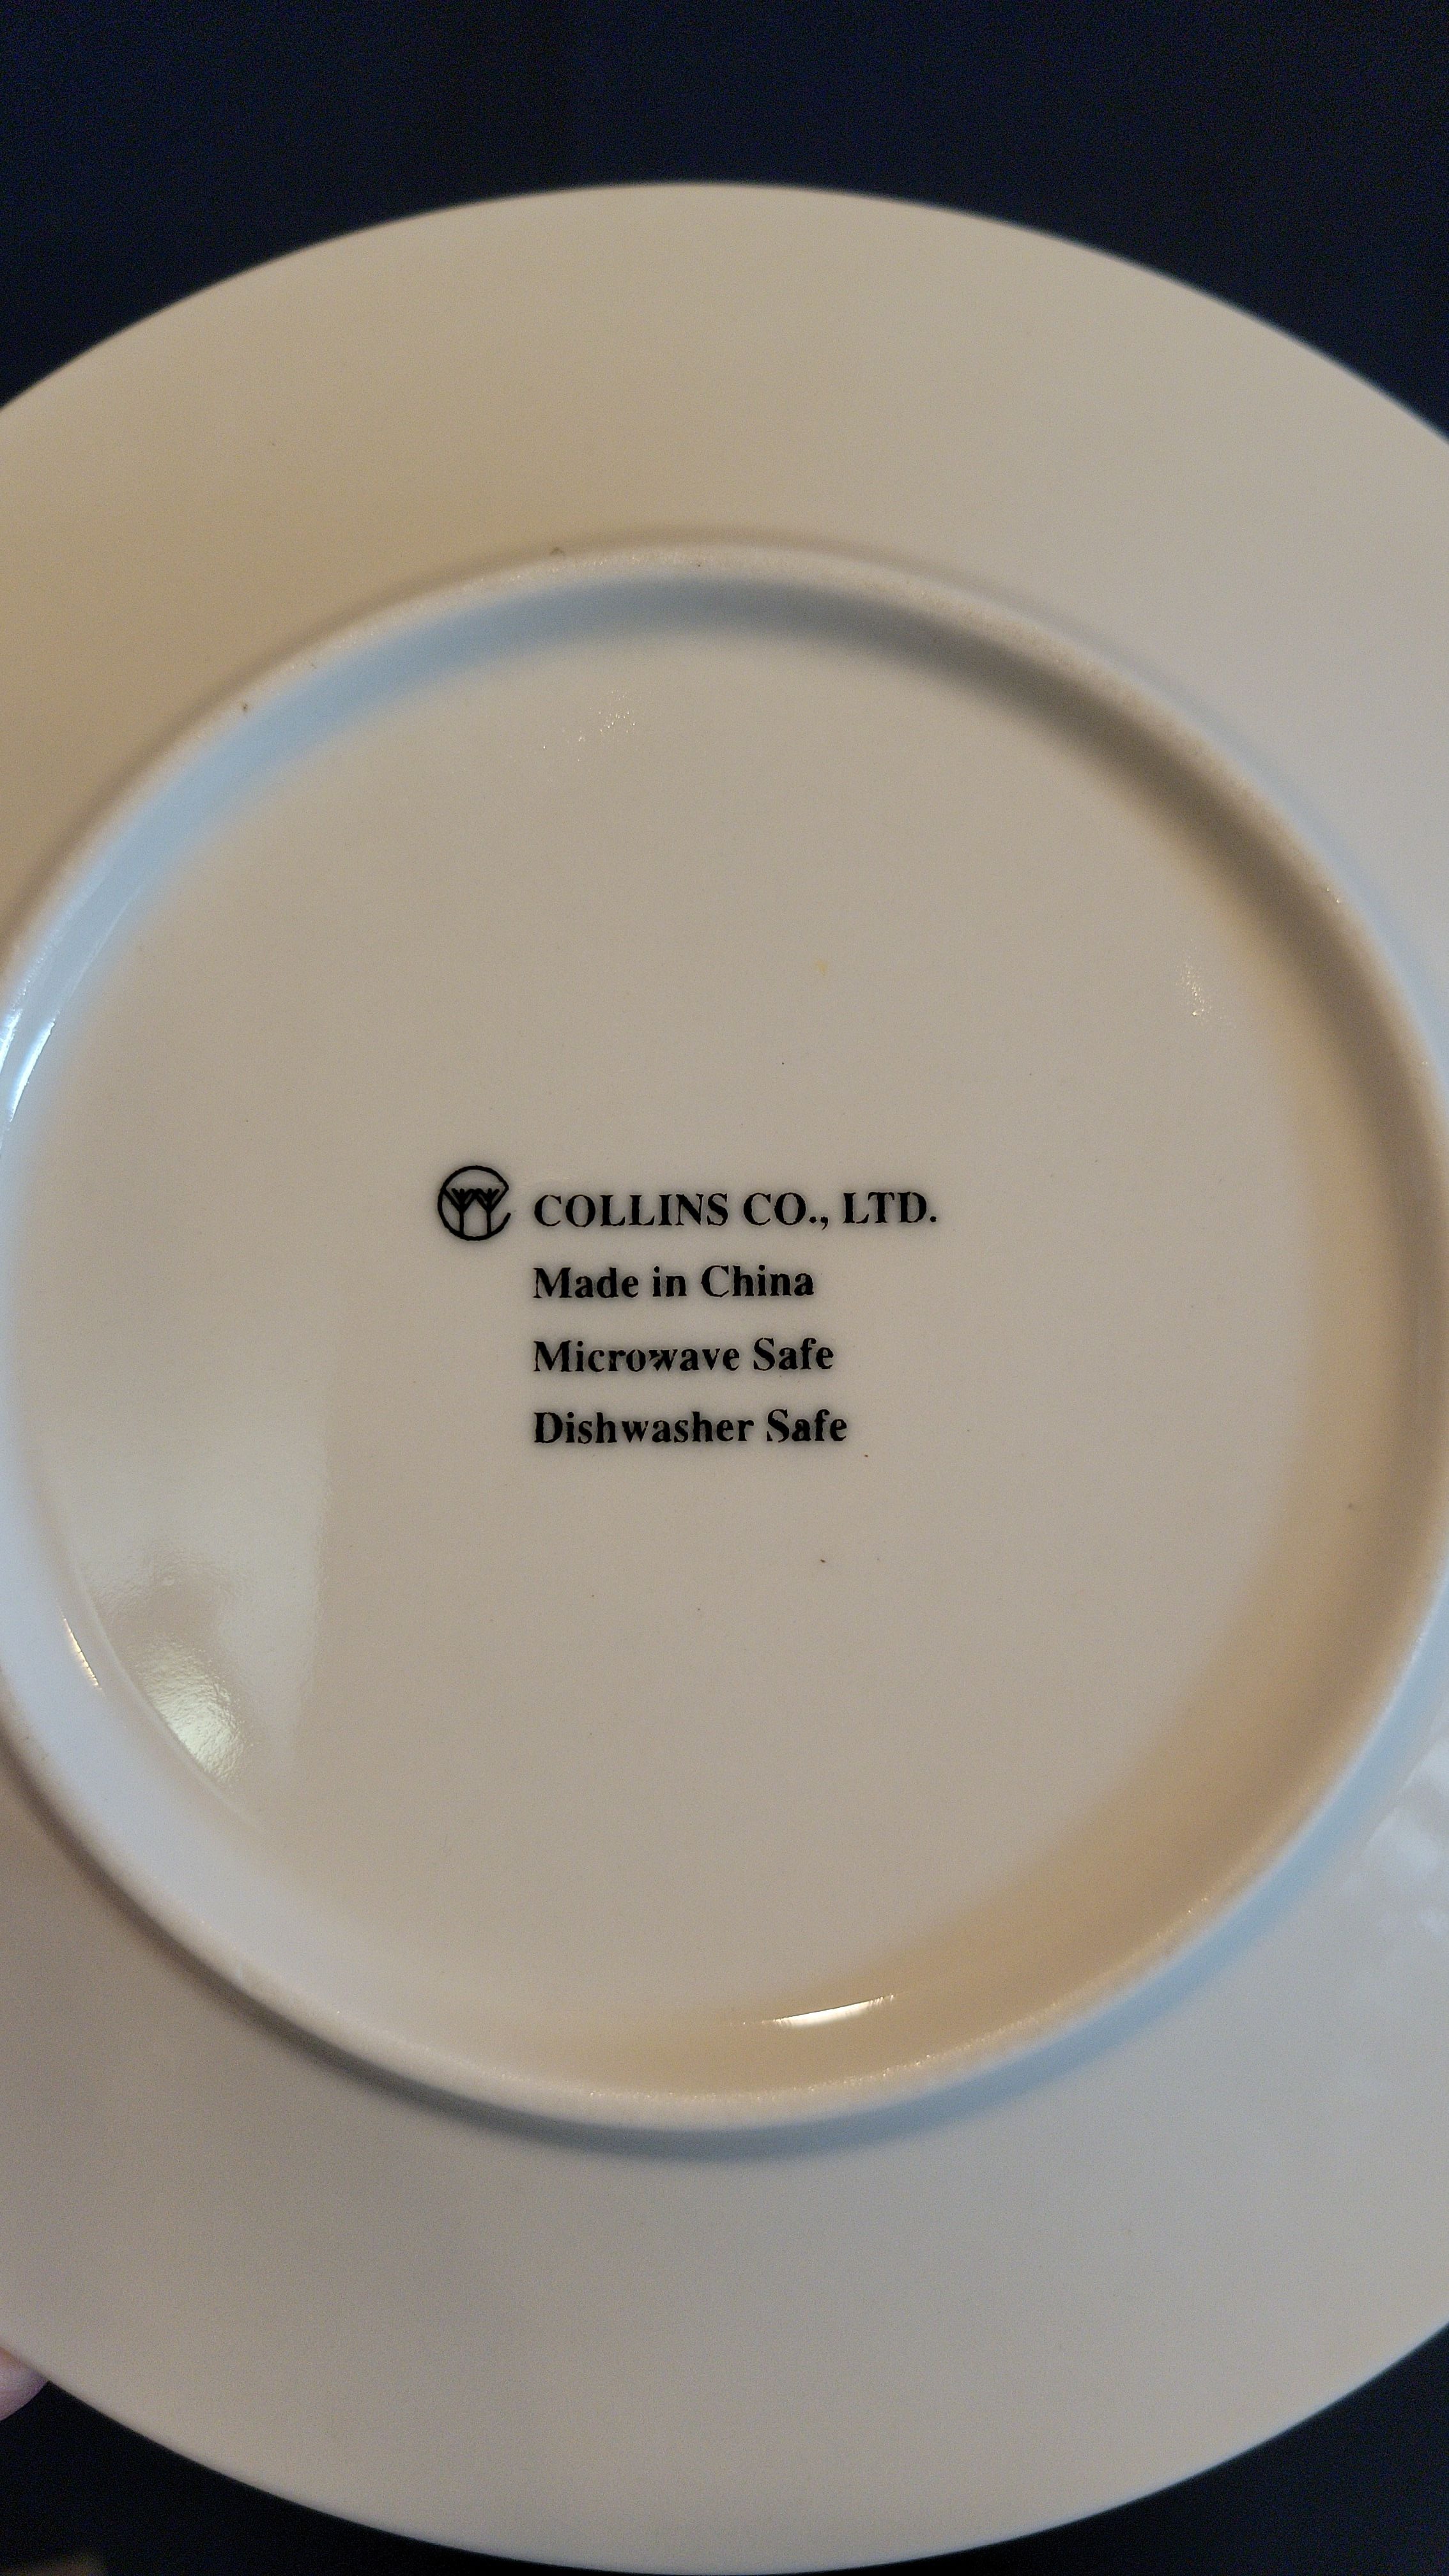 COLLINS CO., LTD.
Made in China
Microwave Safe
Dishwasher Safe